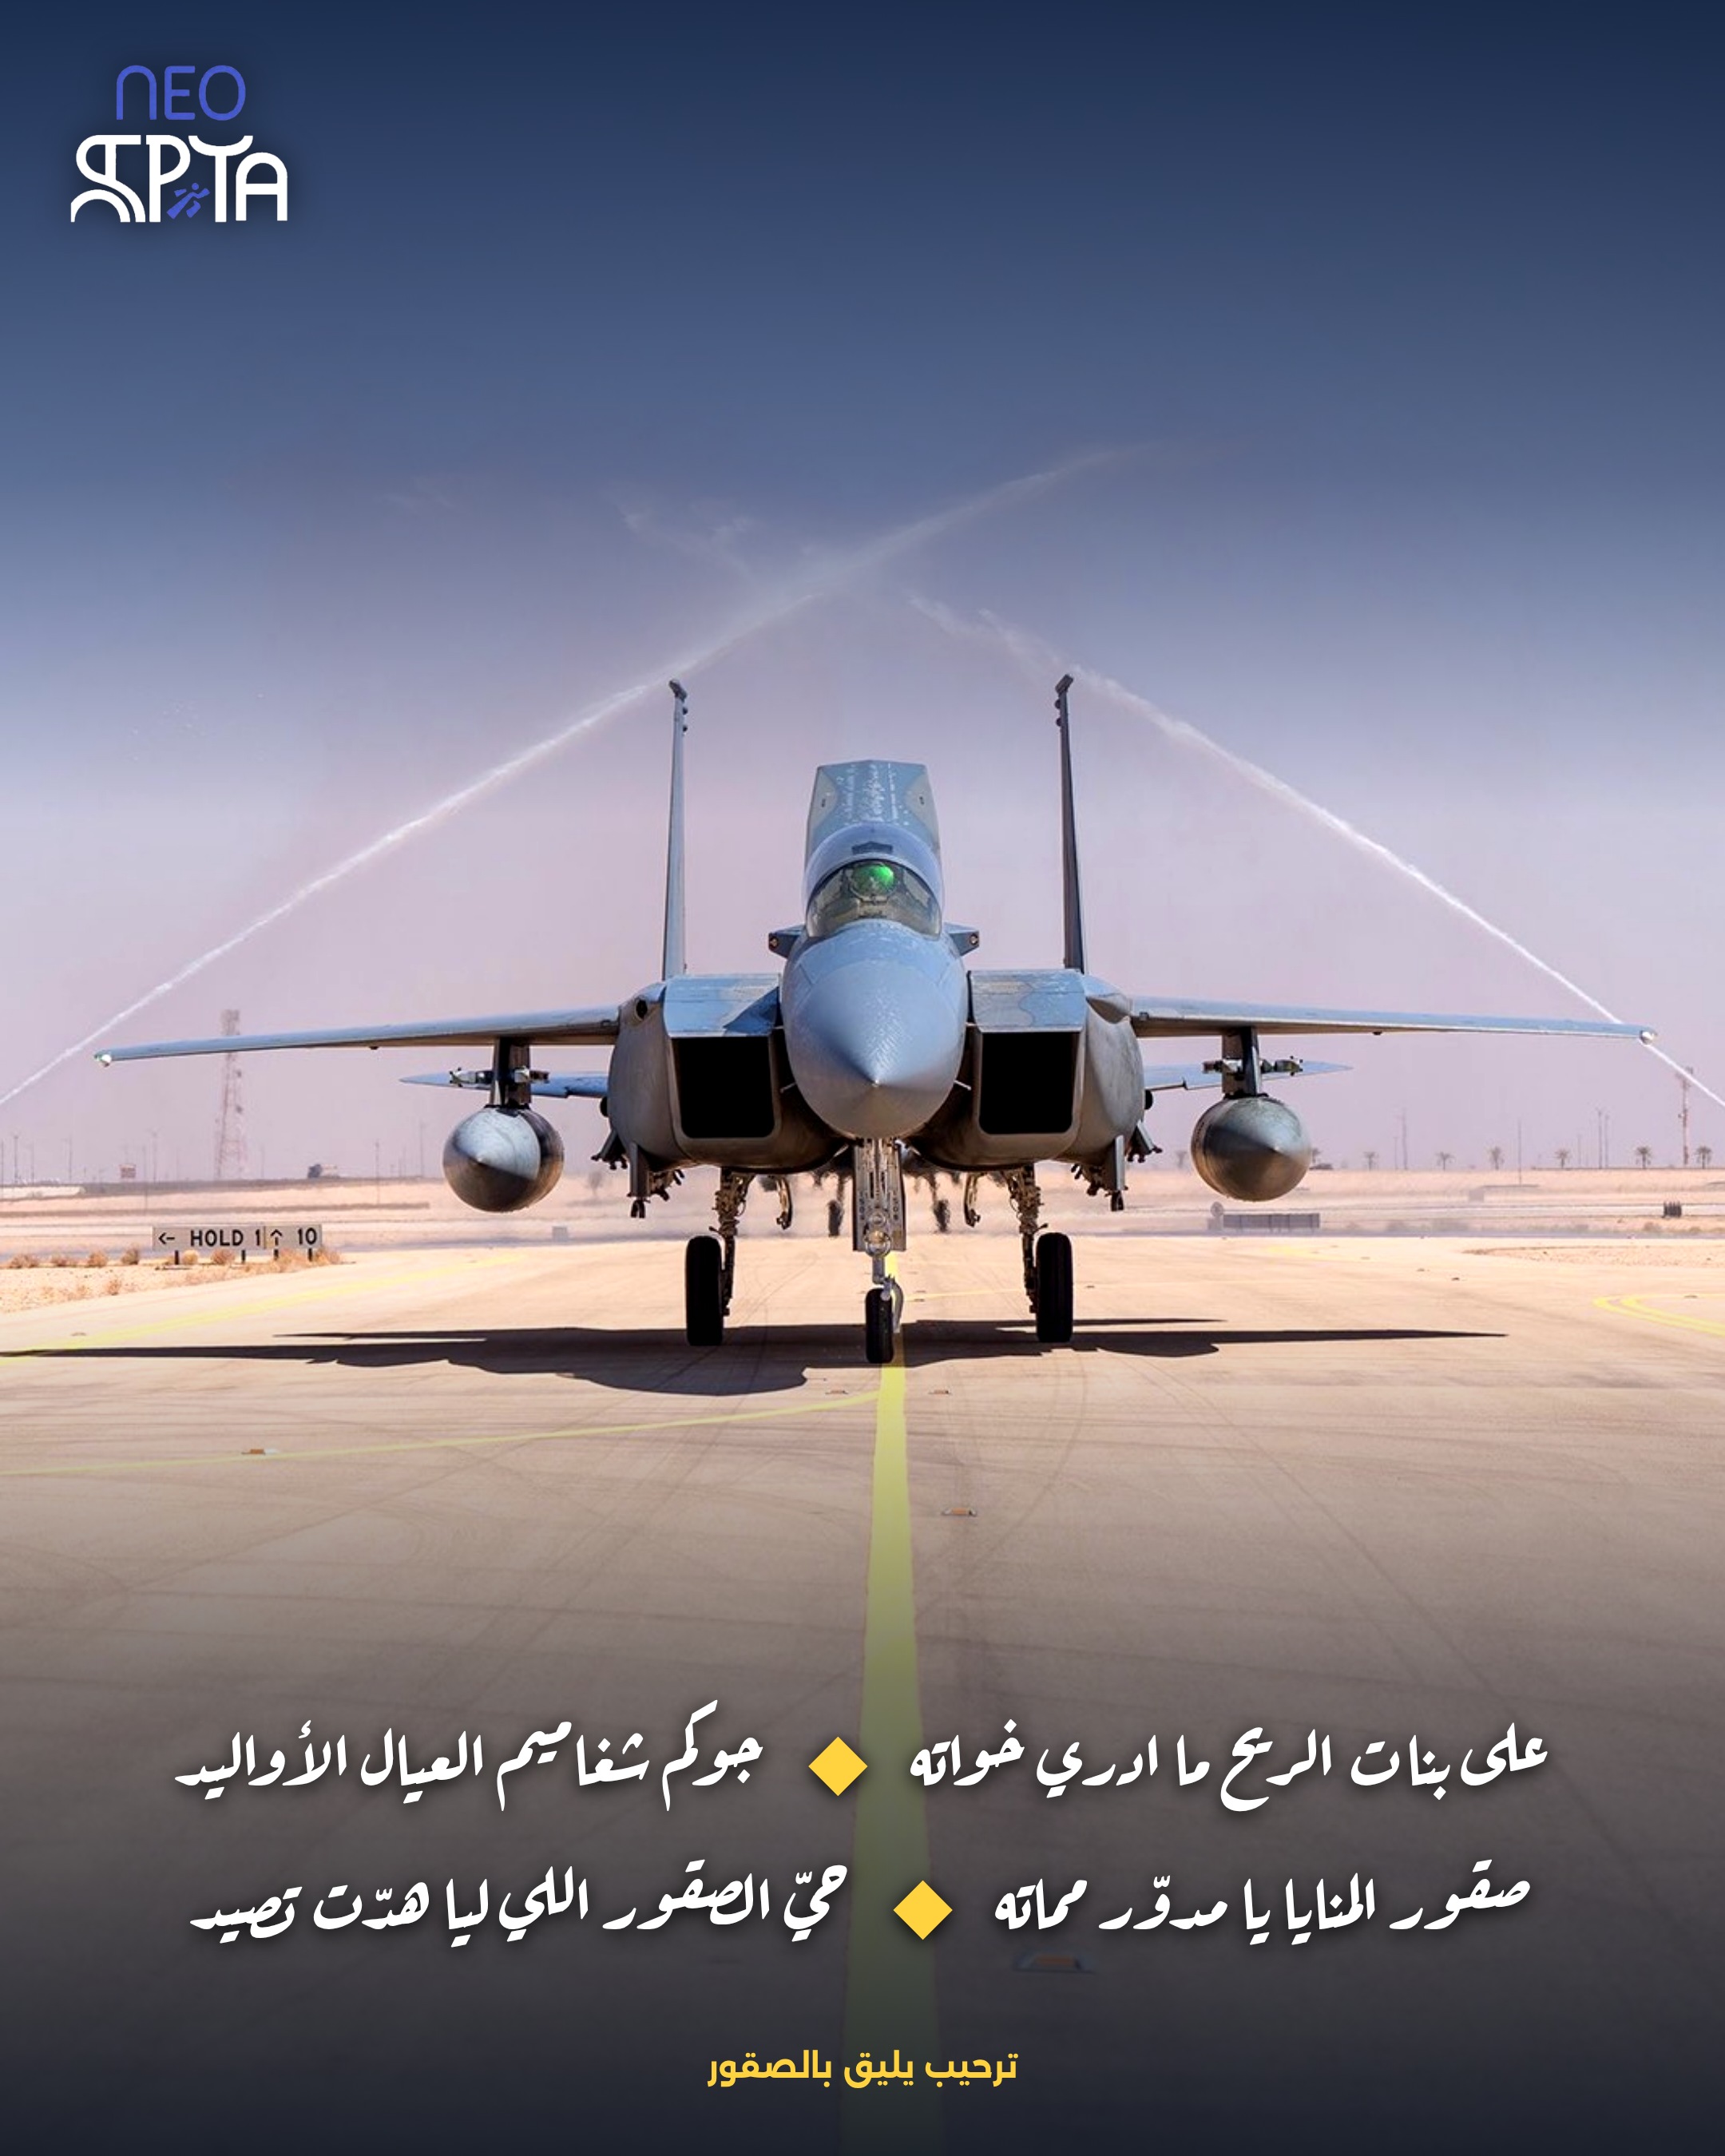 NEO
SPTA
← HOLD 1 ↑ 10
على بنات الريح ما ادري خواته ◆ جوكم شغاميم العيال الأواليد
صقور المنايا يا مدوّر مماته ◆ حيّ الصقور اللي ليا هدّت تصيد
ترحيب يليق بالصقور